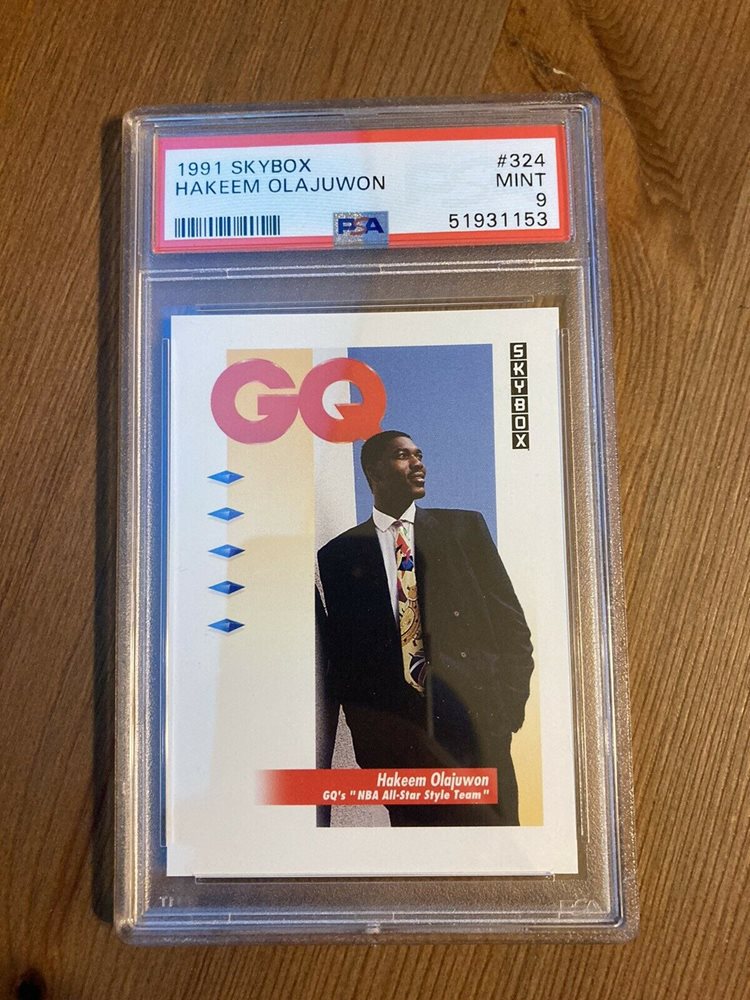 1991 SKYBOX #324
HAKEEM OLAJUWON MINT
9
PSA 51931153
GQ
SKYBOX
Hakeem Olajuwon
GQ's "NBA All-Star Style Team"
PSA